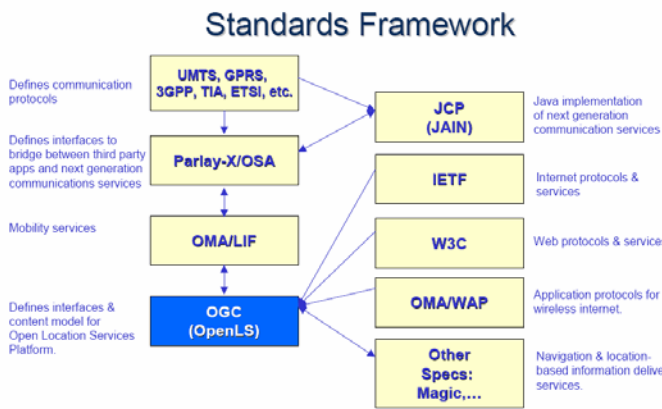 Standards Framework
Defines communication
protocols
UMTS, GPRS,
3GPP, TIA, ETSI, etc.
JCP
(JAIN)
Java implementation
of next generation
communication services
Defines interfaces to
bridge between third party
apps and next generation
communications services
Parlay-X/OSA
IETF
Internet protocols &
services
Mobility services
OMA/LIF
W3C
Web protocols & service
Defines interfaces &
content model for
Open Location Services
Platform.
OGC
(OpenLS)
OMA/WAP
Application protocols for
wireless internet.
Other
Specs:
Magic,...
Navigation & location-
based information delive
services.